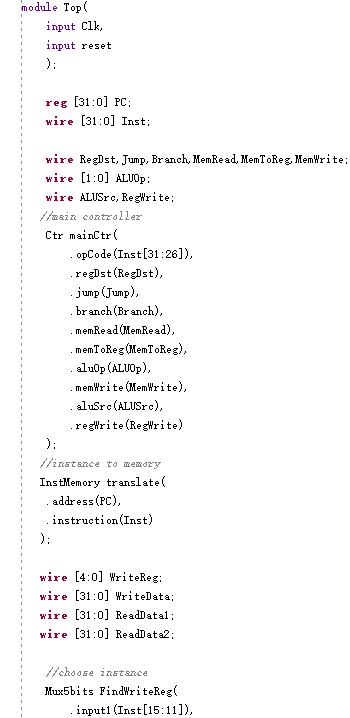 module Top(
input Clk,
input reset
);
reg [31:0] PC;
wire [31:0] Inst;
wire RegDst,Jump,Branch,MemRead,MemToReg,MemWrite;
wire [1:0] ALUOp;
wire ALUSrc,RegWrite;
//main controller
Ctr mainCtr(
.opCode(Inst[31:26]),
.regDst(RegDst),
.jump(Jump),
.branch(Branch),
.memRead(MemRead),
.memToReg(MemToReg),
.aluOp(ALUOp),
.memWrite(MemWrite),
.aluSrc(ALUSrc),
.regWrite(RegWrite)
);
//instance to memory
InstMemory translate(
.address(PC),
.instruction(Inst)
);
wire [4:0] WriteReg;
wire [31:0] WriteData;
wire [31:0] ReadData1;
wire [31:0] ReadData2;
//choose instance
Mux5bits FindWriteReg(
.input1(Inst[15:11]),